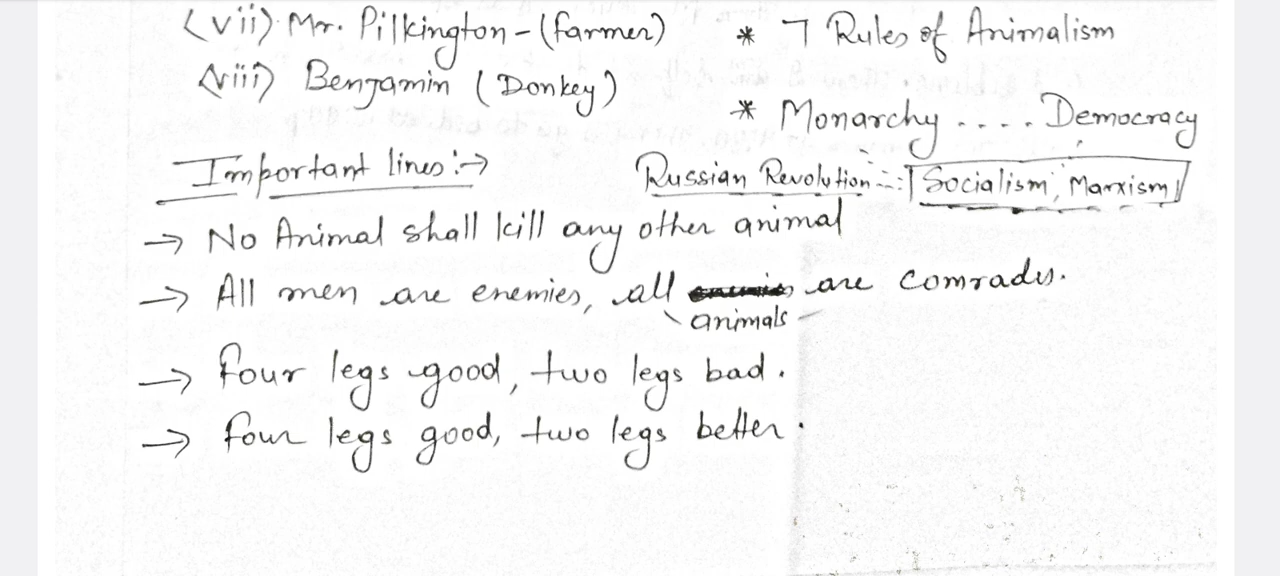 (vii) Mr. Pilkington - (farmer)
(viii) Benjamin (Donkey)
* 7 Rules of Animalism
* Monarchy .... Democracy
Important lines :->
Russian Revolution --: Socialism, Marxism
-> No Animal shall kill any other animal
-> All men are enemies, all animals are comrades.
-> four legs good, two legs bad.
-> four legs good, two legs better.